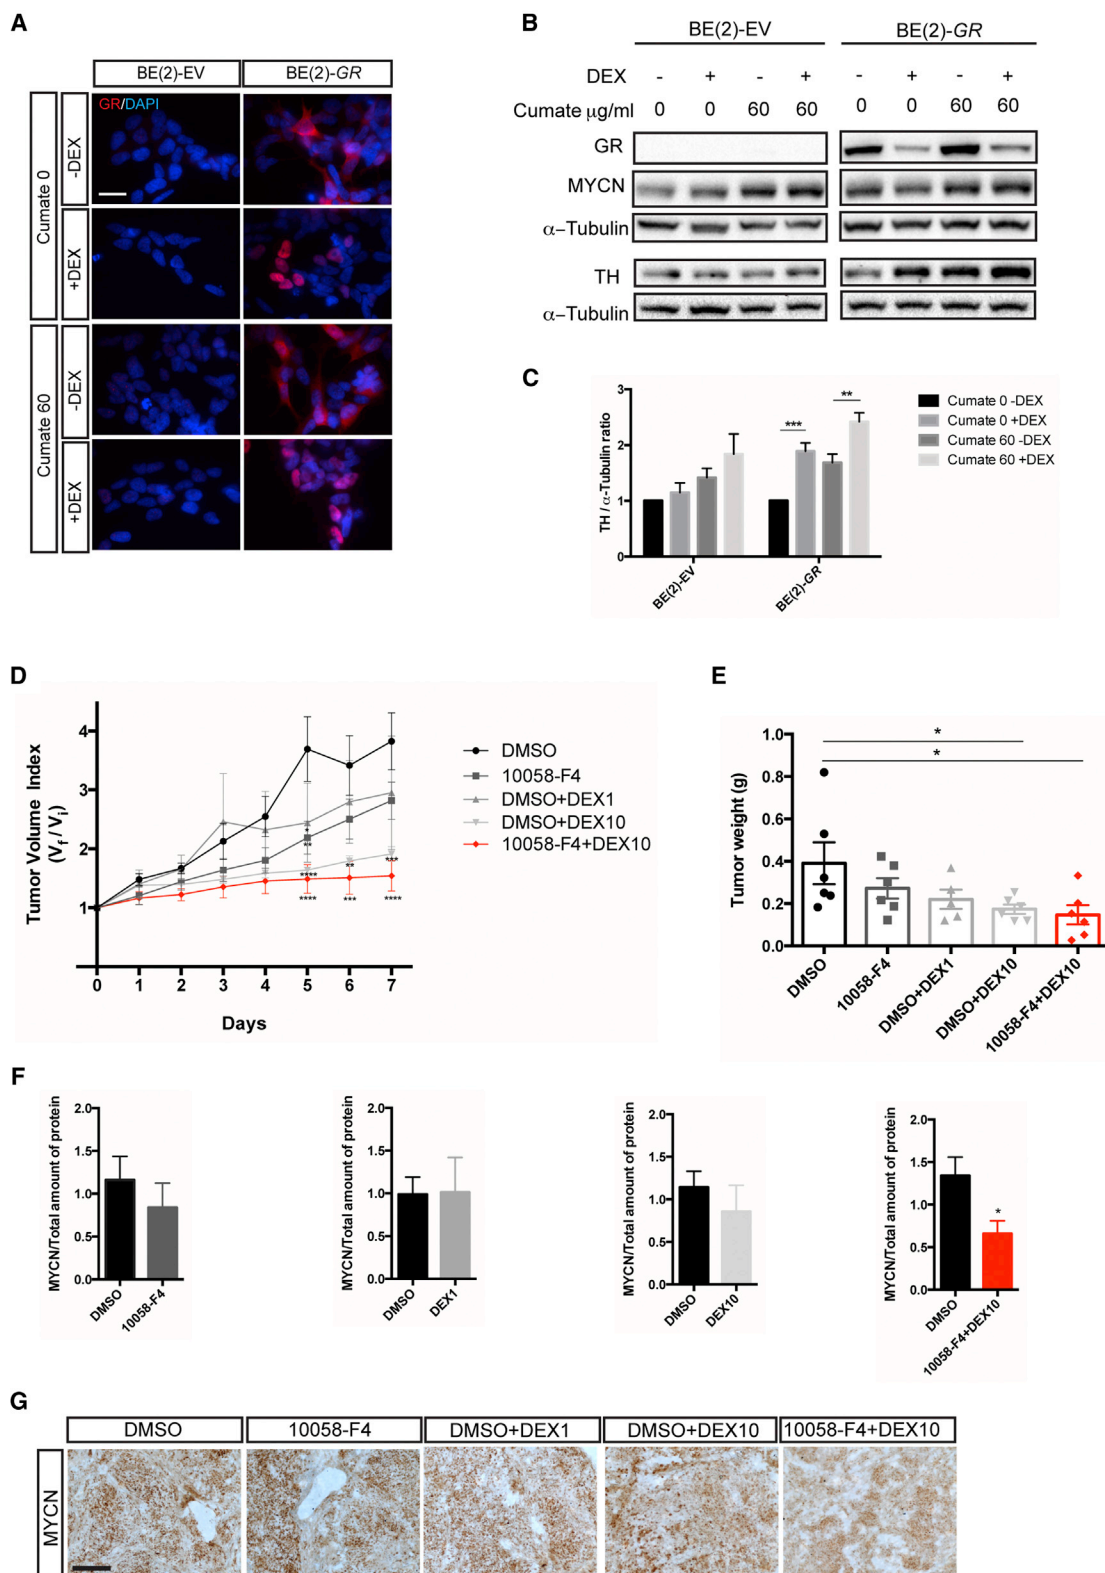 A
BE(2)-EV BE(2)-GR
GR/DAPI
Cumate 0
-DEX
+DEX
Cumate 60
-DEX
+DEX
B
BE(2)-EV BE(2)-GR
DEX - + - + - + - +
Cumate µg/ml 0 0 60 60 0 0 60 60
GR
MYCN
α-Tubulin
TH
α-Tubulin
C
TH / α-Tubulin ratio
3
2
1
0
*** **
BE(2)-EV BE(2)-GR
Cumate 0 -DEX
Cumate 0 +DEX
Cumate 60 -DEX
Cumate 60 +DEX
D
Tumor Volume Index
(Vf / Vi)
4
3
2
1
0 1 2 3 4 5 6 7
Days
*
**
**** ** ***
**** *** ****
DMSO
10058-F4
DMSO+DEX1
DMSO+DEX10
10058-F4+DEX10
E
Tumor weight (g)
1.0
0.8
0.6
0.4
0.2
0.0
*
*
DMSO 10058-F4 DMSO+DEX1 DMSO+DEX10 10058-F4+DEX10
F
MYCN/Total amount of protein
2.0
1.5
1.0
0.5
0.0
DMSO 10058-F4
MYCN/Total amount of protein
2.0
1.5
1.0
0.5
0.0
DMSO DEX1
MYCN/Total amount of protein
2.0
1.5
1.0
0.5
0.0
DMSO DEX10
MYCN/Total amount of protein
2.0
1.5
1.0
0.5
0.0
*
DMSO 10058-F4+DEX10
G
DMSO 10058-F4 DMSO+DEX1 DMSO+DEX10 10058-F4+DEX10
MYCN